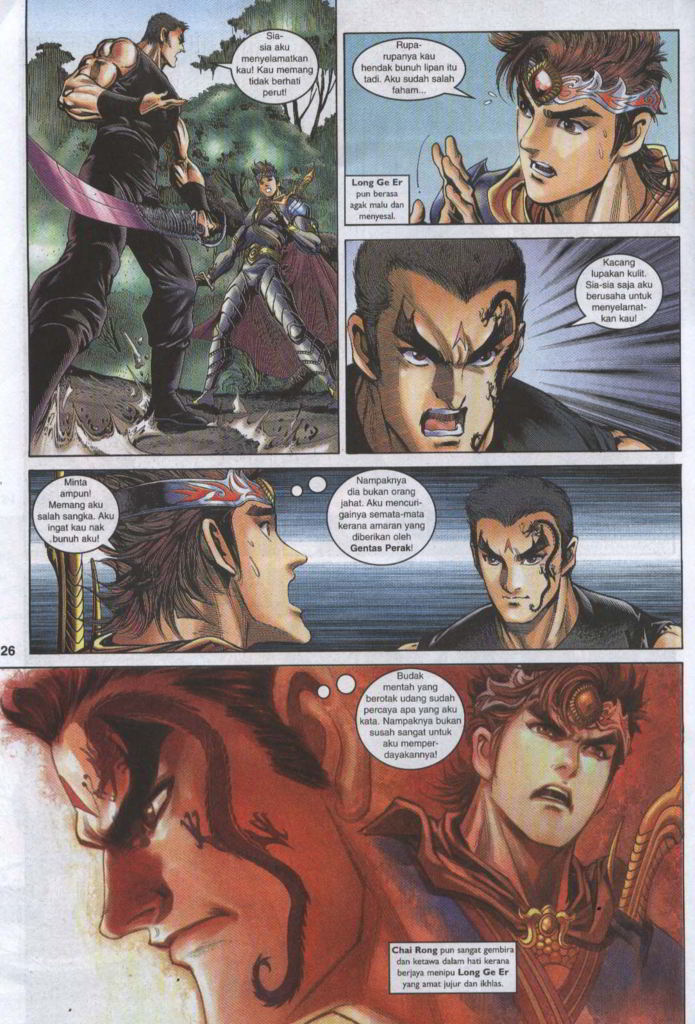 Sia-
sia aku
menyelamatkan
kau! Kau memang
tidak berhati
perut!
Rupa-
rupanya kau
hendak bunuh lipan itu
tadi. Aku sudah salah
faham...
Long Ge Er
pun berasa
agak malu dan
menyesal.
Kacang
lupakan kulit.
Sia-sia saja aku
berusaha untuk
menyelamat-
kan kau!
Minta
ampun!
Memang aku
salah sangka. Aku
ingat kau nak
bunuh aku!
Nampaknya
dia bukan orang
jahat. Aku mencuri-
gainya semata-mata
kerana amaran yang
diberikan oleh
Gentas Perak!
26
Budak
mentah yang
berotak udang sudah
percaya apa yang aku
kata. Nampaknya bukan
susah sangat untuk
aku memper-
dayakannya!
Chai Rong pun sangat gembira
dan ketawa dalam hati kerana
berjaya menipu Long Ge Er
yang amat jujur dan ikhlas.